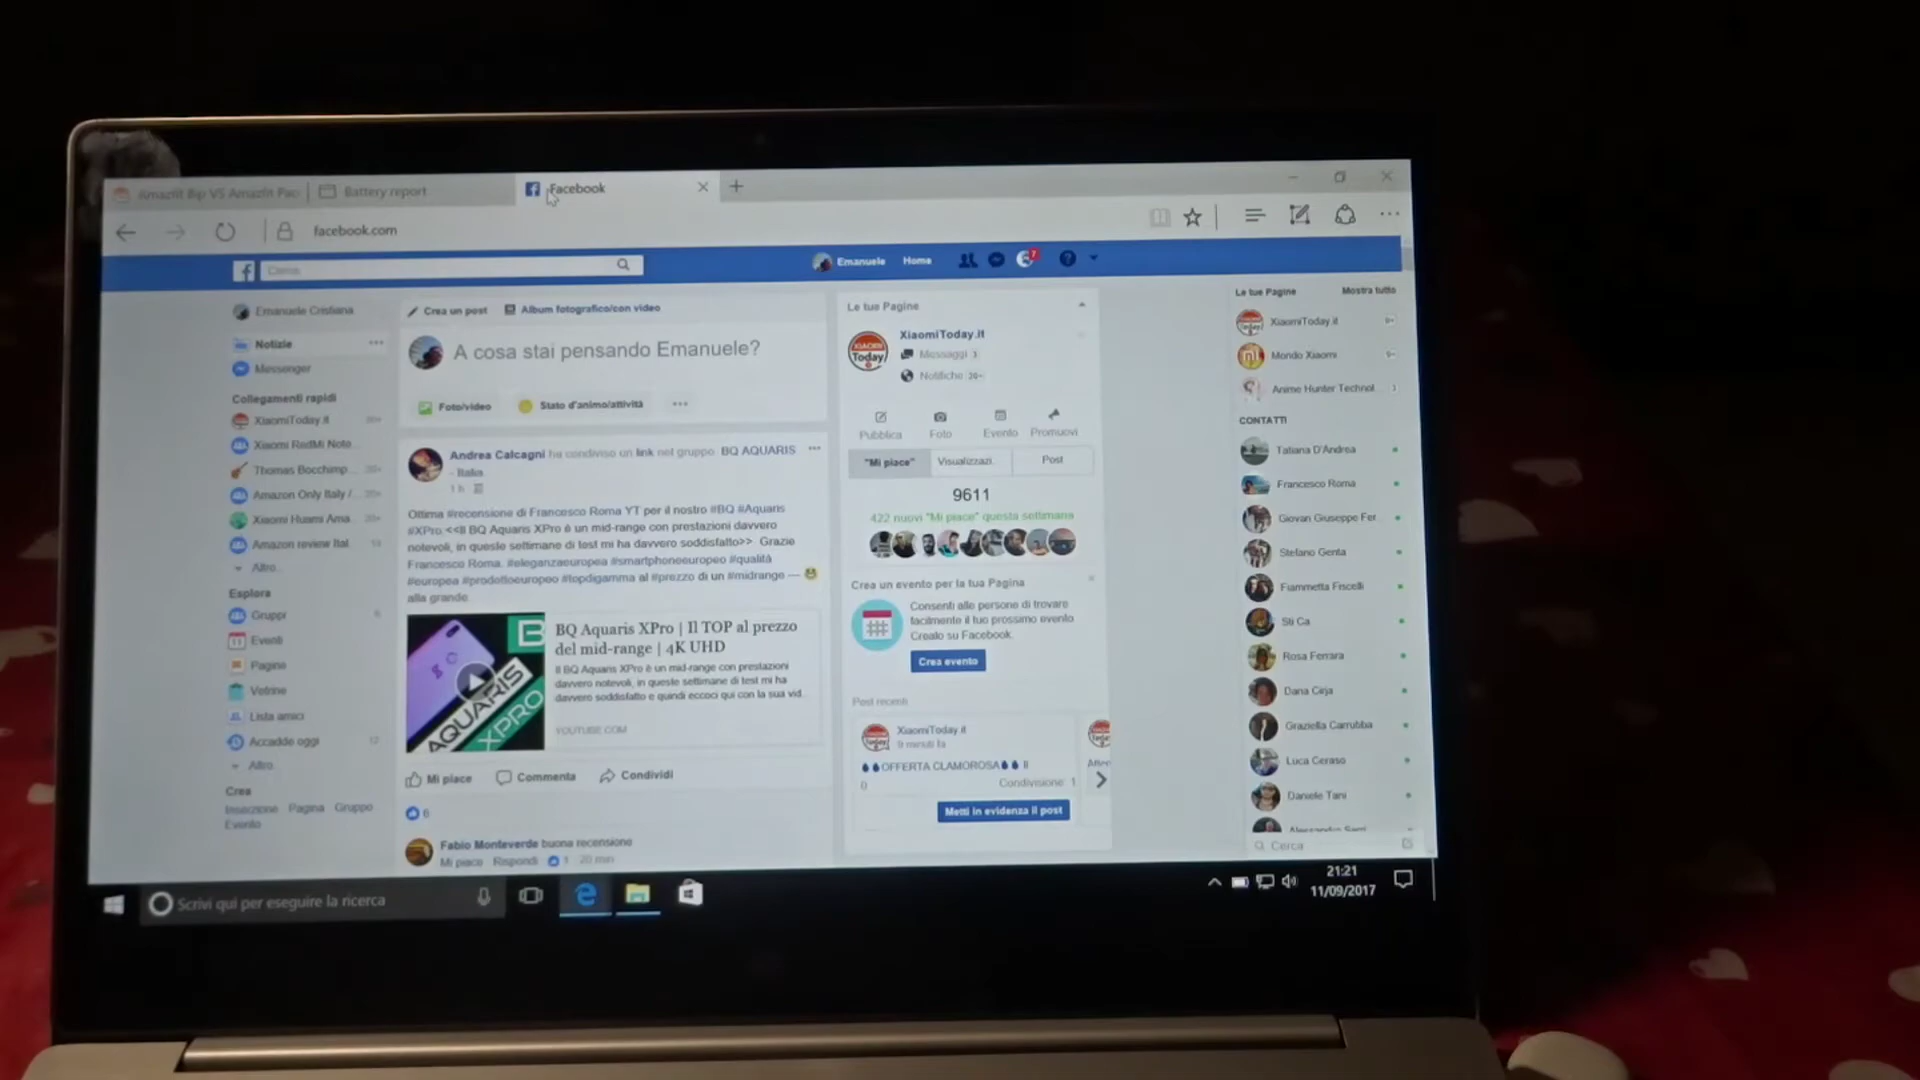 Amazfit Bip VS Amazfit Pac
Battery report
Facebook
facebook.com
Cerca
Emanuele
Home
7
Emanuele Cristiana
Notizie
Messenger
Collegamenti rapidi
XiaomiToday.it
Xiaomi RedMi Note...
Thomas Bocchimp...
Amazon Only Italy /...
Xiaomi Huami Ama...
Amazon review Ital...
Altro...
Esplora
Gruppi
Eventi
Pagine
Vetrine
Lista amici
Accadde oggi
12
Altro...
Crea
Inserzione Pagina Gruppo
Evento
Crea un post
Album fotografico/con video
A cosa stai pensando Emanuele?
Foto/video
Stato d'animo/attività
Andrea Calcagni ha condiviso un link nel gruppo: BQ AQUARIS
- Italia.
1 h
Ottima #recensione di Francesco Roma YT per il nostro #BQ #Aquaris
#XPro <<Il BQ Aquaris XPro è un mid-range con prestazioni davvero
notevoli, in queste settimane di test mi ha davvero soddisfatto>> Grazie
Francesco Roma. #eleganzaeuropea #smartphoneeuropeo #qualità
#europea #prodottoeuropeo #topdigamma al #prezzo di un #midrange — 😀
alla grande.
AQUARIS
XPRO
BQ Aquaris XPro | Il TOP al prezzo
del mid-range | 4K UHD
Il BQ Aquaris XPro è un mid-range con prestazioni
davvero notevoli, in queste settimane di test mi ha
davvero soddisfatto e quindi eccoci qui con la sua vid...
YOUTUBE.COM
Mi piace
Commenta
Condividi
6
Fabio Monteverde buona recensione
Mi piace Rispondi 1 20 min
Le tue Pagine
XIAOMI
Today
XiaomiToday.it
Messaggi 3
Notifiche 20+
Pubblica
Foto
Evento
Promuovi
"Mi piace"
Visualizzazi...
Post
9611
422 nuovi "Mi piace" questa settimana
Crea un evento per la tua Pagina
Consenti alle persone di trovare
facilmente il tuo prossimo evento.
Crealo su Facebook.
Crea evento
Post recenti
XiaomiToday.it
9 minuti fa
OFFERTA CLAMOROSA
0
Condivisione: 1
Metti in evidenza il post
Le tue Pagine
Mostra tutto
XiaomiToday.it
9+
Mondo Xiaomi
9+
Anime Hunter Technol...
CONTATTI
Tatiana D'Andrea
Francesco Roma
Giovan Giuseppe Fer
Stefano Genta
Fiammetta Fiscelli
Sti Ca
Rosa Ferrara
Dana Cirja
Graziella Carrubba
Luca Ceraso
Daniele Tani
Cerca
Scrivi qui per eseguire la ricerca
21:21
11/09/2017